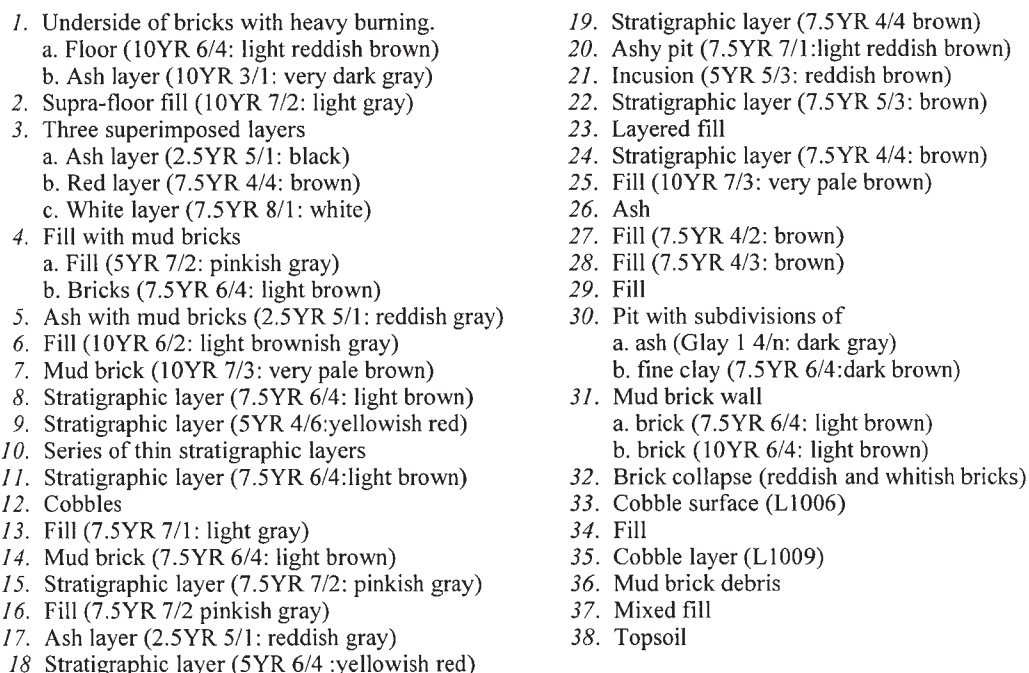 1. Underside of bricks with heavy burning.
a. Floor (10YR 6/4: light reddish brown)
b. Ash layer (10YR 3/1: very dark gray)
2. Supra-floor fill (10YR 7/2: light gray)
3. Three superimposed layers
a. Ash layer (2.5YR 5/1: black)
b. Red layer (7.5YR 4/4: brown)
c. White layer (7.5YR 8/1: white)
4. Fill with mud bricks
a. Fill (5YR 7/2: pinkish gray)
b. Bricks (7.5YR 6/4: light brown)
5. Ash with mud bricks (2.5YR 5/1: reddish gray)
6. Fill (10YR 6/2: light brownish gray)
7. Mud brick (10YR 7/3: very pale brown)
8. Stratigraphic layer (7.5YR 6/4: light brown)
9. Stratigraphic layer (5YR 4/6:yellowish red)
10. Series of thin stratigraphic layers
11. Stratigraphic layer (7.5YR 6/4:light brown)
12. Cobbles
13. Fill (7.5YR 7/1: light gray)
14. Mud brick (7.5YR 6/4: light brown)
15. Stratigraphic layer (7.5YR 7/2: pinkish gray)
16. Fill (7.5YR 7/2 pinkish gray)
17. Ash layer (2.5YR 5/1: reddish gray)
18 Stratigraphic layer (5YR 6/4 :yellowish red)
19. Stratigraphic layer (7.5YR 4/4 brown)
20. Ashy pit (7.5YR 7/1:light reddish brown)
21. Incusion (5YR 5/3: reddish brown)
22. Stratigraphic layer (7.5YR 5/3: brown)
23. Layered fill
24. Stratigraphic layer (7.5YR 4/4: brown)
25. Fill (10YR 7/3: very pale brown)
26. Ash
27. Fill (7.5YR 4/2: brown)
28. Fill (7.5YR 4/3: brown)
29. Fill
30. Pit with subdivisions of
a. ash (Glay 1 4/n: dark gray)
b. fine clay (7.5YR 6/4:dark brown)
31. Mud brick wall
a. brick (7.5YR 6/4: light brown)
b. brick (10YR 6/4: light brown)
32. Brick collapse (reddish and whitish bricks)
33. Cobble surface (L1006)
34. Fill
35. Cobble layer (L1009)
36. Mud brick debris
37. Mixed fill
38. Topsoil